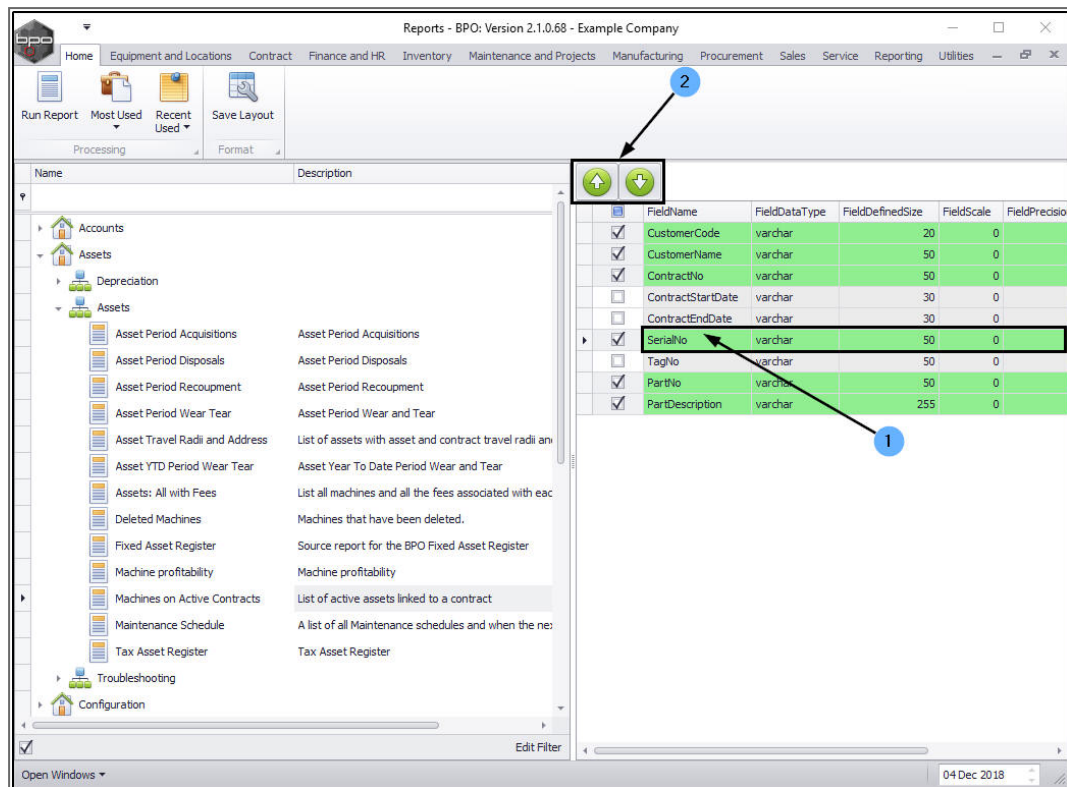 Reports - BPO: Version 2.1.0.68 - Example Company
bpo
Home Equipment and Locations Contract Finance and HR Inventory Maintenance and Projects Manufacturing Procurement Sales Service Reporting Utilities
2
Run Report Most Used Recent Used Save Layout
Processing Format
Name Description
FieldName FieldDataType FieldDefinedSize FieldScale FieldPrecisio
Accounts
Assets
Depreciation
Assets
Asset Period Acquisitions Asset Period Acquisitions
Asset Period Disposals Asset Period Disposals
Asset Period Recoupment Asset Period Recoupment
Asset Period Wear Tear Asset Period Wear and Tear
Asset Travel Radii and Address List of assets with asset and contract travel radii an
Asset YTD Period Wear Tear Asset Year To Date Period Wear and Tear
Assets: All with Fees List all machines and all the fees associated with eac
Deleted Machines Machines that have been deleted.
Fixed Asset Register Source report for the BPO Fixed Asset Register
Machine profitability Machine profitability
Machines on Active Contracts List of active assets linked to a contract
Maintenance Schedule A list of all Maintenance schedules and when the ne
Tax Asset Register Tax Asset Register
Troubleshooting
Configuration
CustomerCode varchar 20 0
CustomerName varchar 50 0
ContractNo varchar 50 0
ContractStartDate varchar 30 0
ContractEndDate varchar 30 0
SerialNo varchar 50 0
TagNo varchar 50 0
PartNo varchar 50 0
PartDescription varchar 255 0
1
Edit Filter
Open Windows 04 Dec 2018